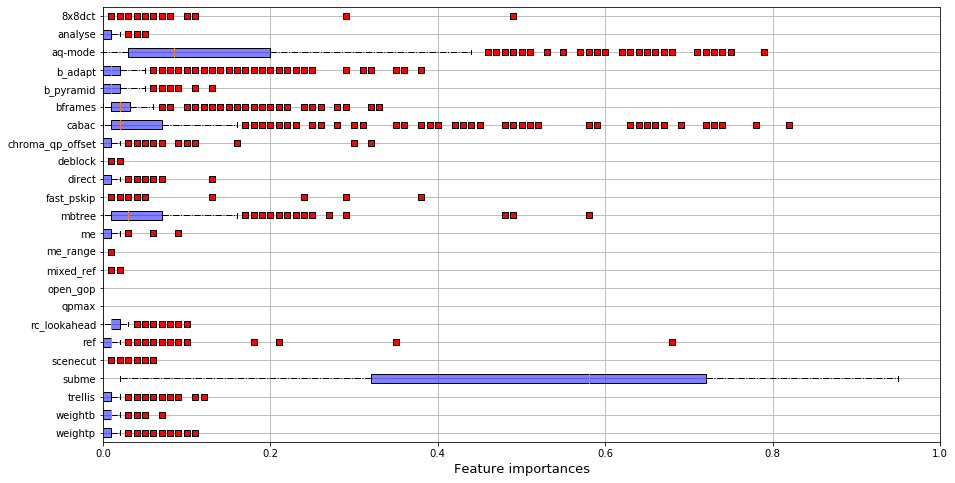 8x8dct
analyse
aq-mode
b_adapt
b_pyramid
bframes
cabac
chroma_qp_offset
deblock
direct
fast_pskip
mbtree
me
me_range
mixed_ref
open_gop
qpmax
rc_lookahead
ref
scenecut
subme
trellis
weightb
weightp
0.0 0.2 0.4 0.6 0.8 1.0
Feature importances